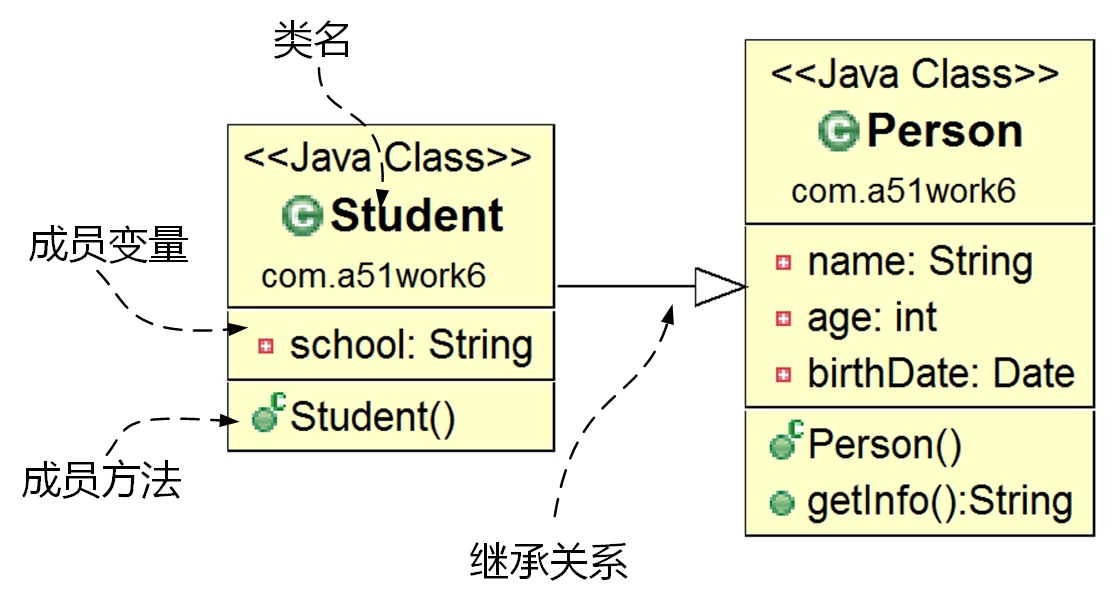 类名
<<Java Class>>
C Student
com.a51work6
成员变量
school: String
C Student()
成员方法
<<Java Class>>
C Person
com.a51work6
name: String
age: int
birthDate: Date
C Person()
getInfo():String
继承关系